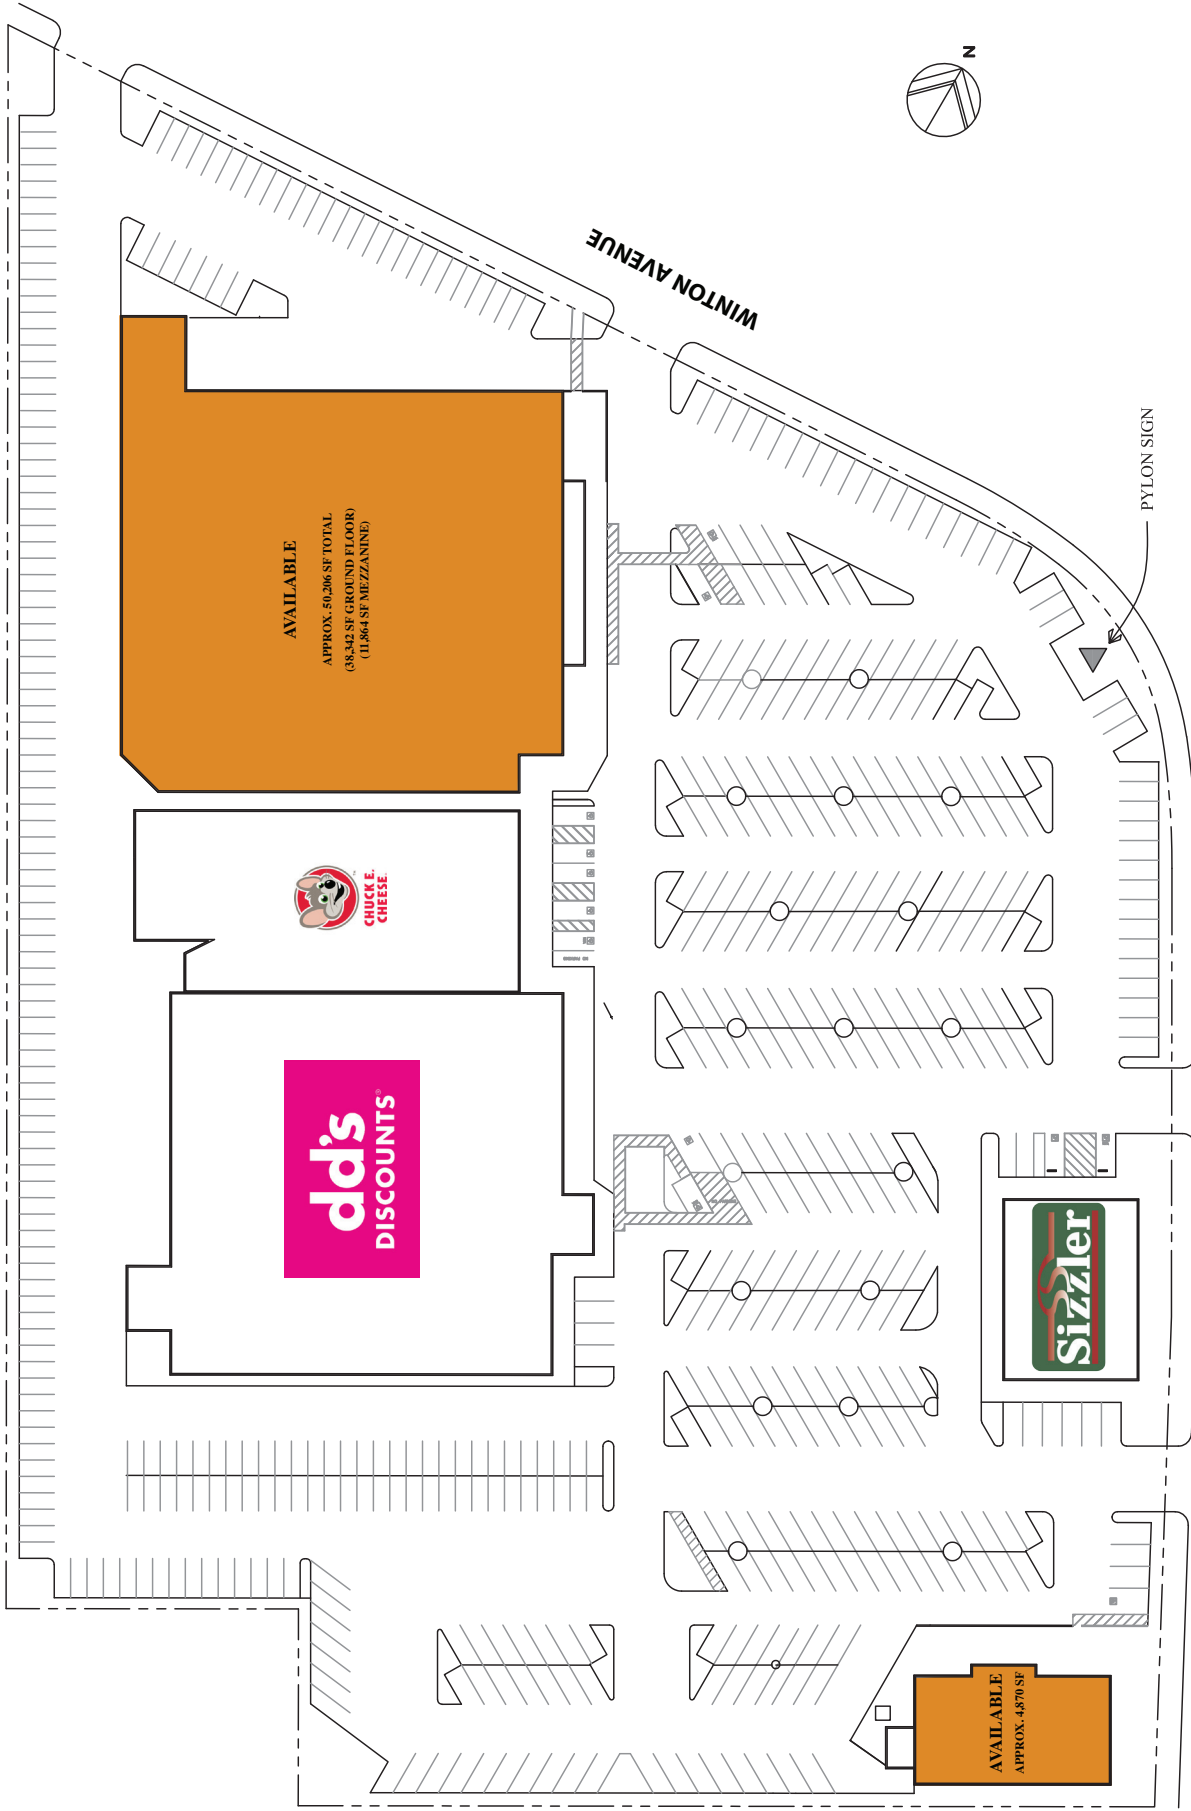 N
WINTON AVENUE
PYLON SIGN
AVAILABLE
APPROX. 50,206 SF TOTAL
(38,342 SF GROUND FLOOR)
(11,864 SF MEZZANINE)
CHUCK E.
CHEESE
dd's
DISCOUNTS®
Sizzler
AVAILABLE
APPROX. 4,870 SF